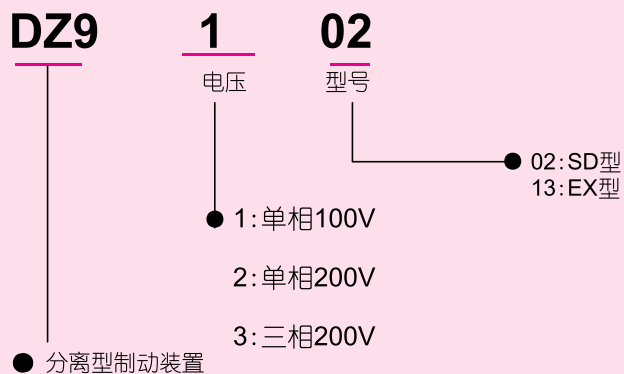 DZ9 1 02
电压 型号
02:SD型
13:EX型
1:单相100V
2:单相200V
3:三相200V
分离型制动装置